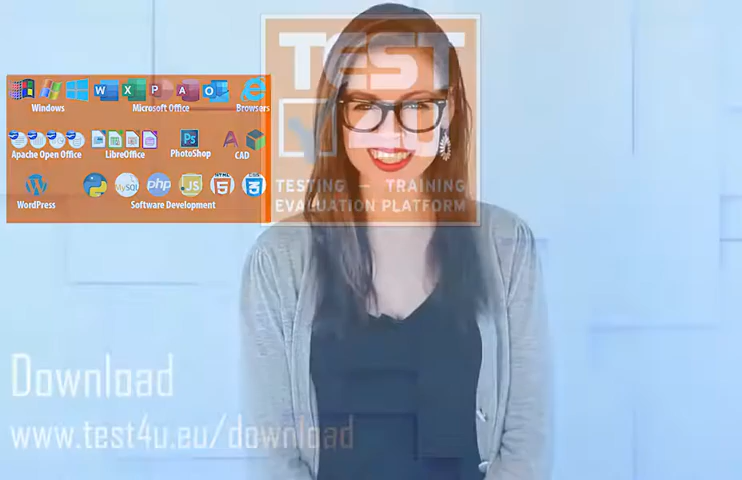 TEST
Windows
Microsoft Office
Browsers
Apache Open Office
LibreOffice
PhotoShop
CAD
TESTING — TRAINING
EVALUATION PLATFORM
WordPress
Software Development
Download
www.test4u.eu/download